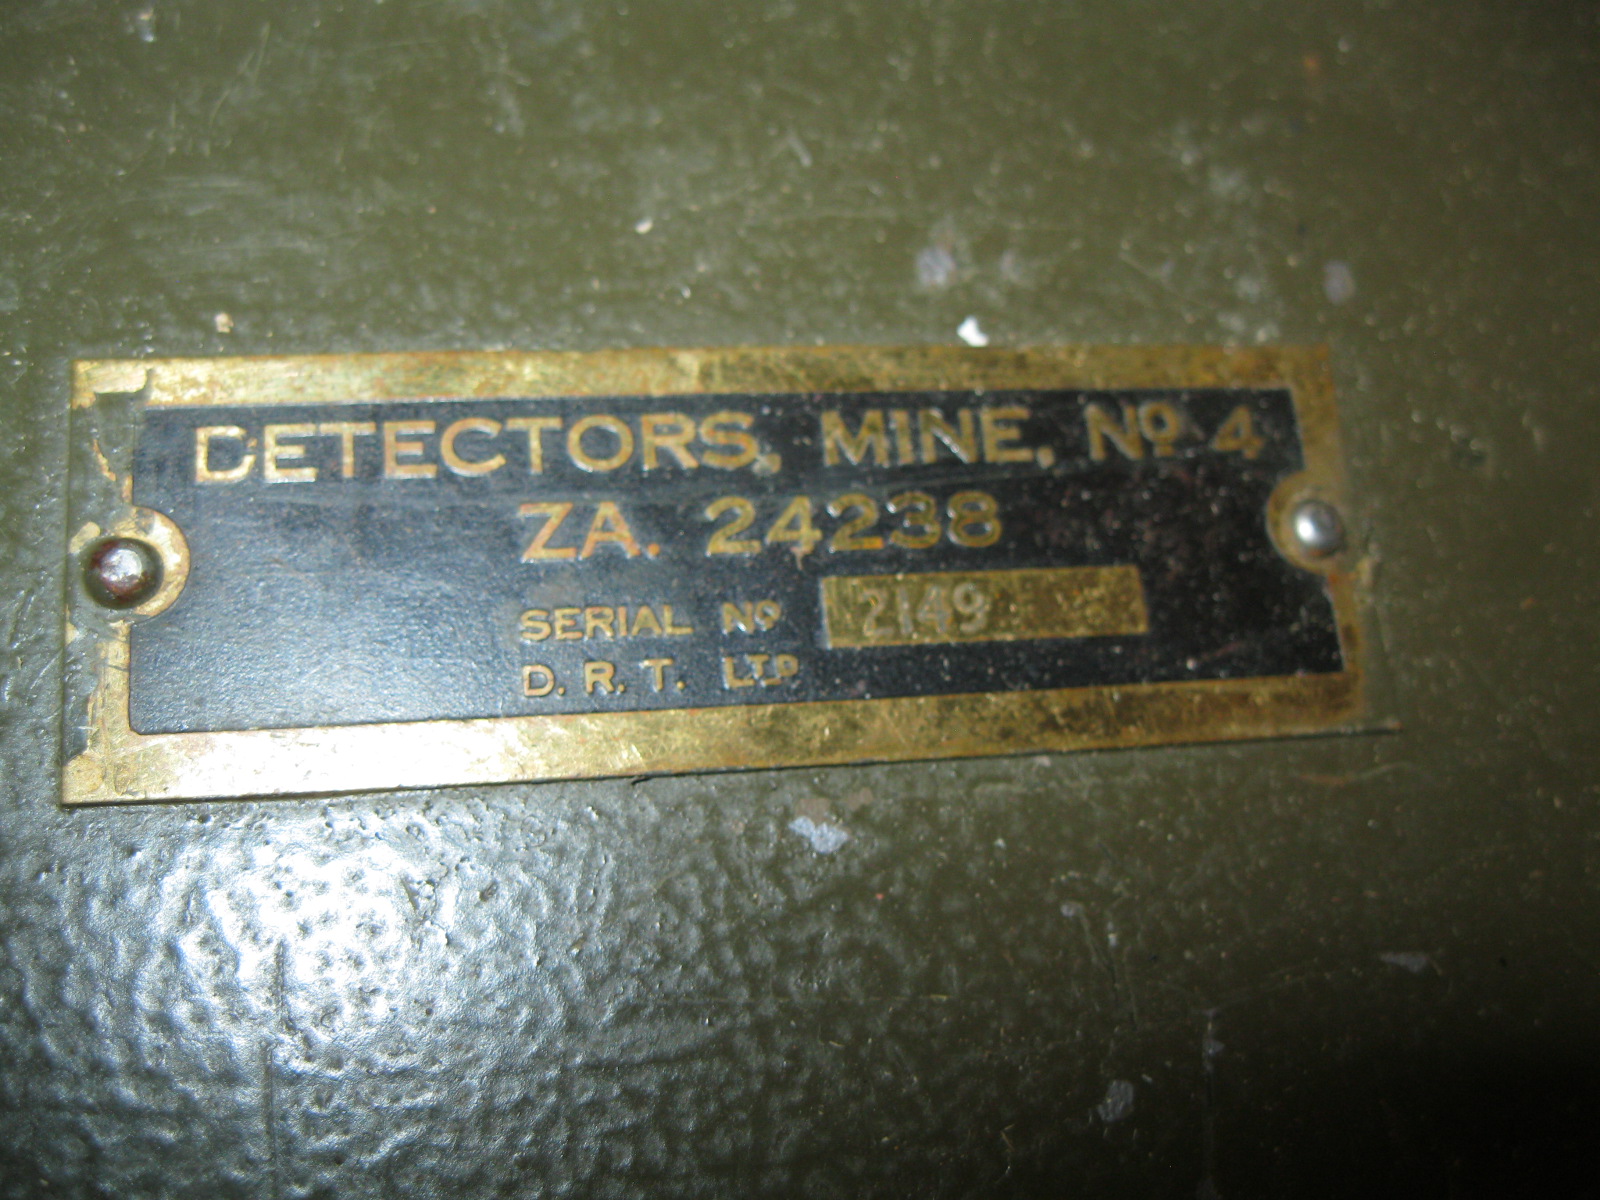 DETECTORS, MINE, Nº 4
ZA. 24238
SERIAL Nº 2149
D. R. T. LTD